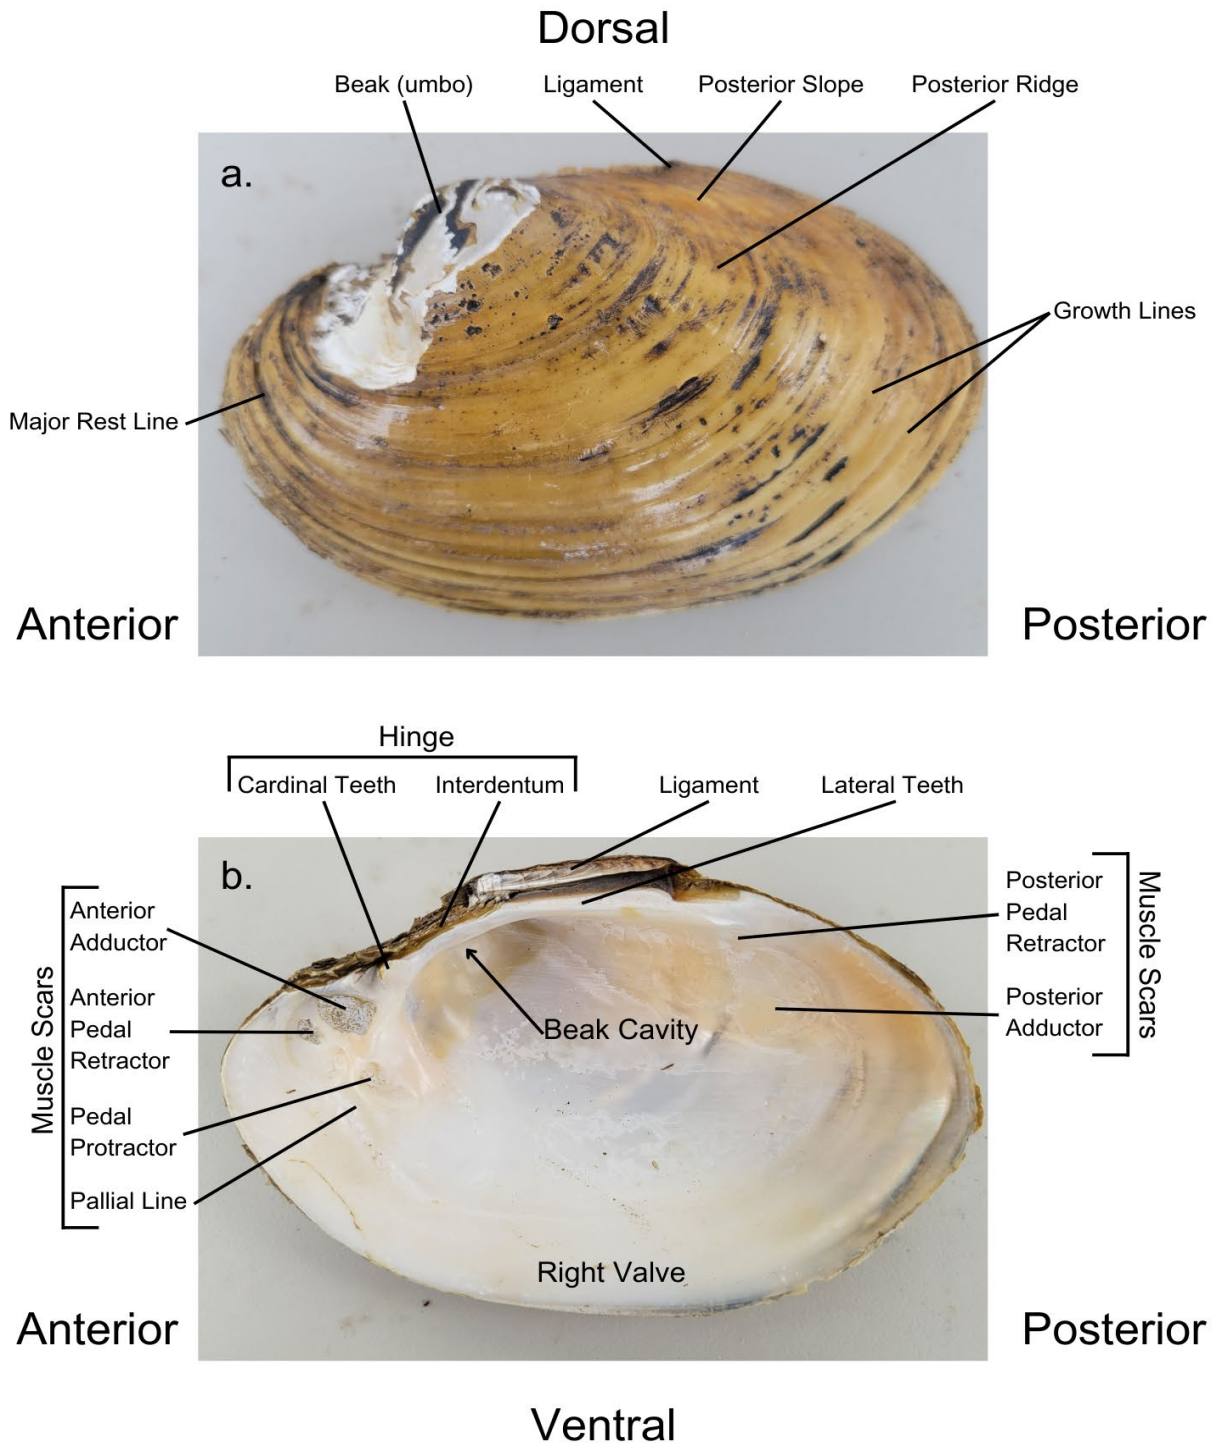 Dorsal
Beak (umbo)
Ligament
Posterior Slope
Posterior Ridge
a.
Growth Lines
Major Rest Line
Anterior
Posterior
Hinge
Cardinal Teeth
Interdentum
Ligament
Lateral Teeth
b.
Muscle Scars
Anterior
Adductor
Anterior
Pedal
Retractor
Pedal
Protractor
Pallial Line
Beak Cavity
Posterior
Pedal
Retractor
Posterior
Adductor
Muscle Scars
Right Valve
Anterior
Posterior
Ventral